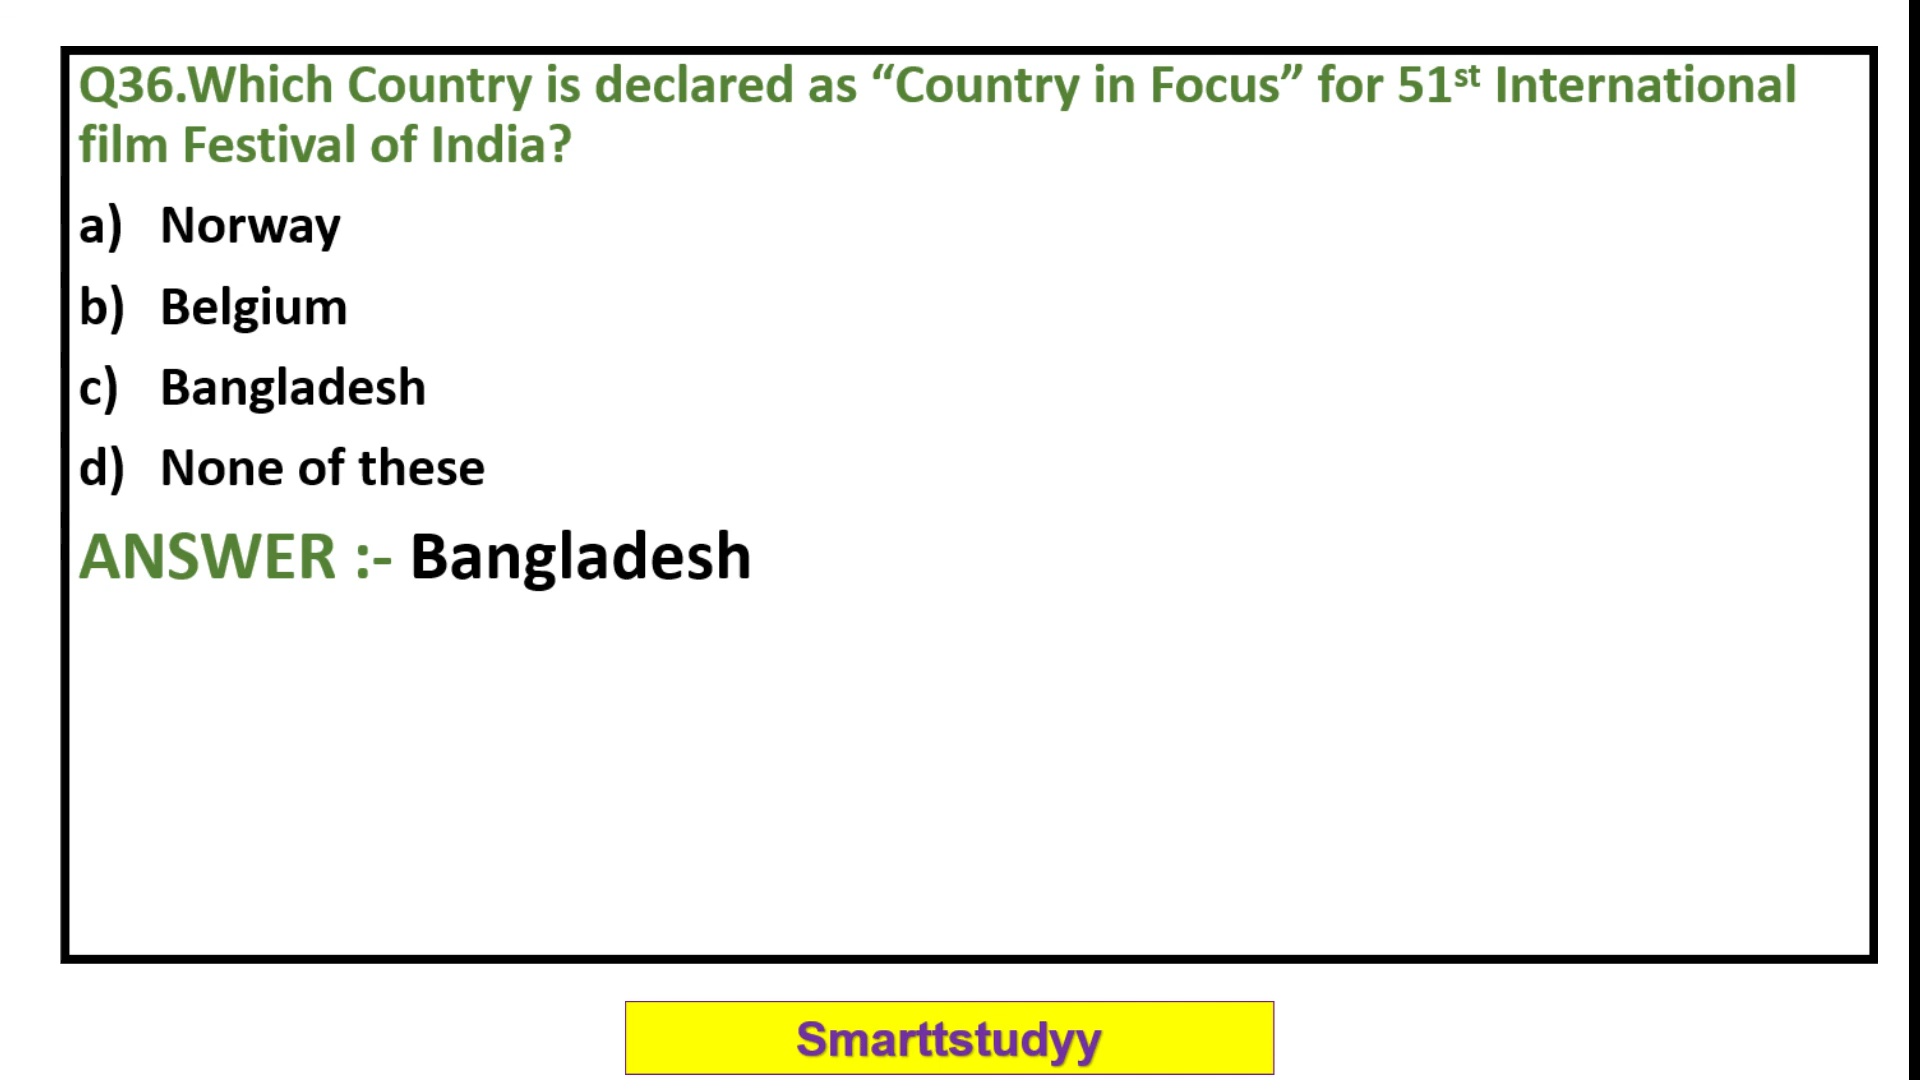 Q36.Which Country is declared as “Country in Focus” for 51st International
film Festival of India?
a) Norway
b) Belgium
c) Bangladesh
d) None of these
ANSWER :- Bangladesh
Smarttstudyy